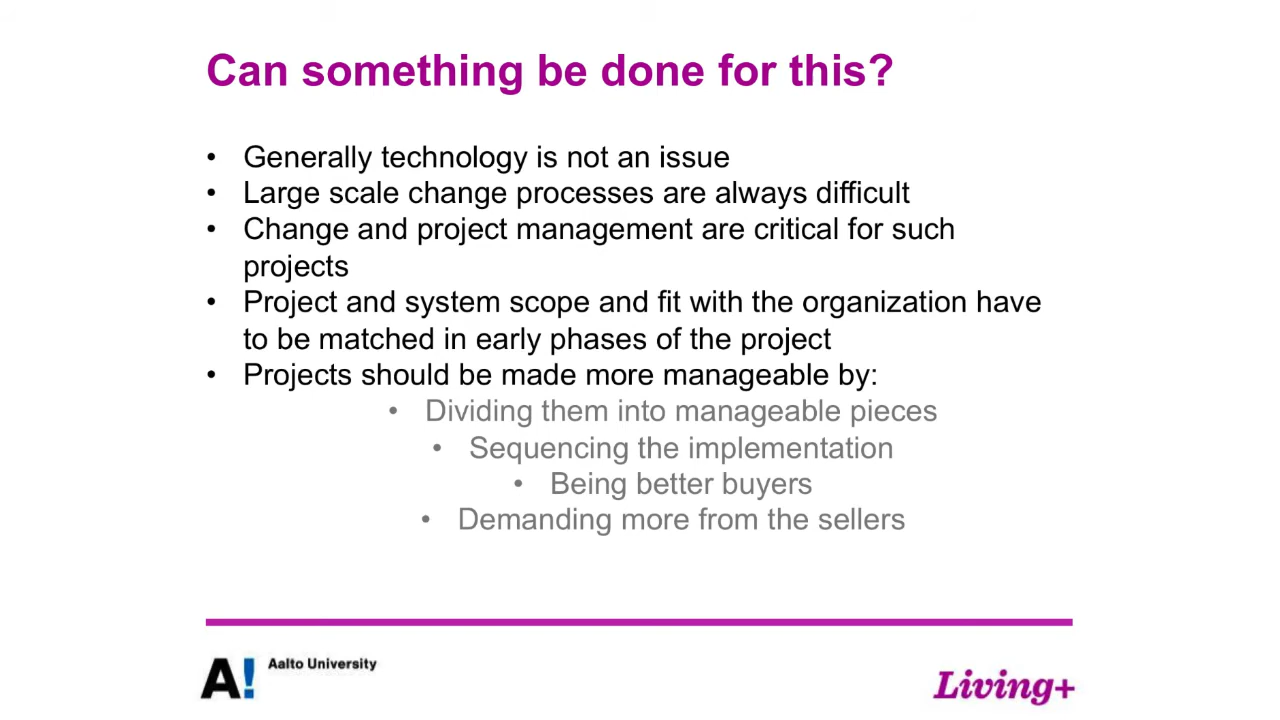 Can something be done for this?
• Generally technology is not an issue
• Large scale change processes are always difficult
• Change and project management are critical for such
projects
• Project and system scope and fit with the organization have
to be matched in early phases of the project
• Projects should be made more manageable by:
• Dividing them into manageable pieces
• Sequencing the implementation
• Being better buyers
• Demanding more from the sellers
A! Aalto University
Living+